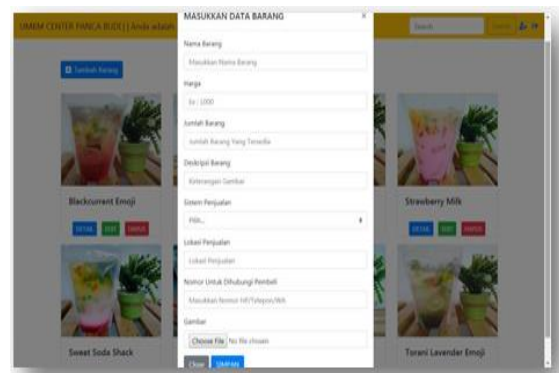 MASUKKAN DATA BARANG ×
UMKM CENTER PANCA BUDI | | Anda adalah
Search
Tambah Barang
Nama Barang
Masukkan Nama Barang
Harga
Ex : 1000
Jumlah Barang
Jumlah Barang Yang Tersedia
Deskripsi Barang
Keterangan Gambar
Sistem Penjualan
Pilih...
Lokasi Penjualan
Lokasi Penjualan
Nomor Untuk Dihubungi Pembeli
Masukkan Nomor HP/Telepon/WA
Gambar
Choose File No file chosen
Close SIMPAN
Blackcurrent Emoji
DETAIL EDIT HAPUS
Strawberry Milk
DETAIL EDIT HAPUS
Sweet Soda Shack
Torani Lavender Emoji